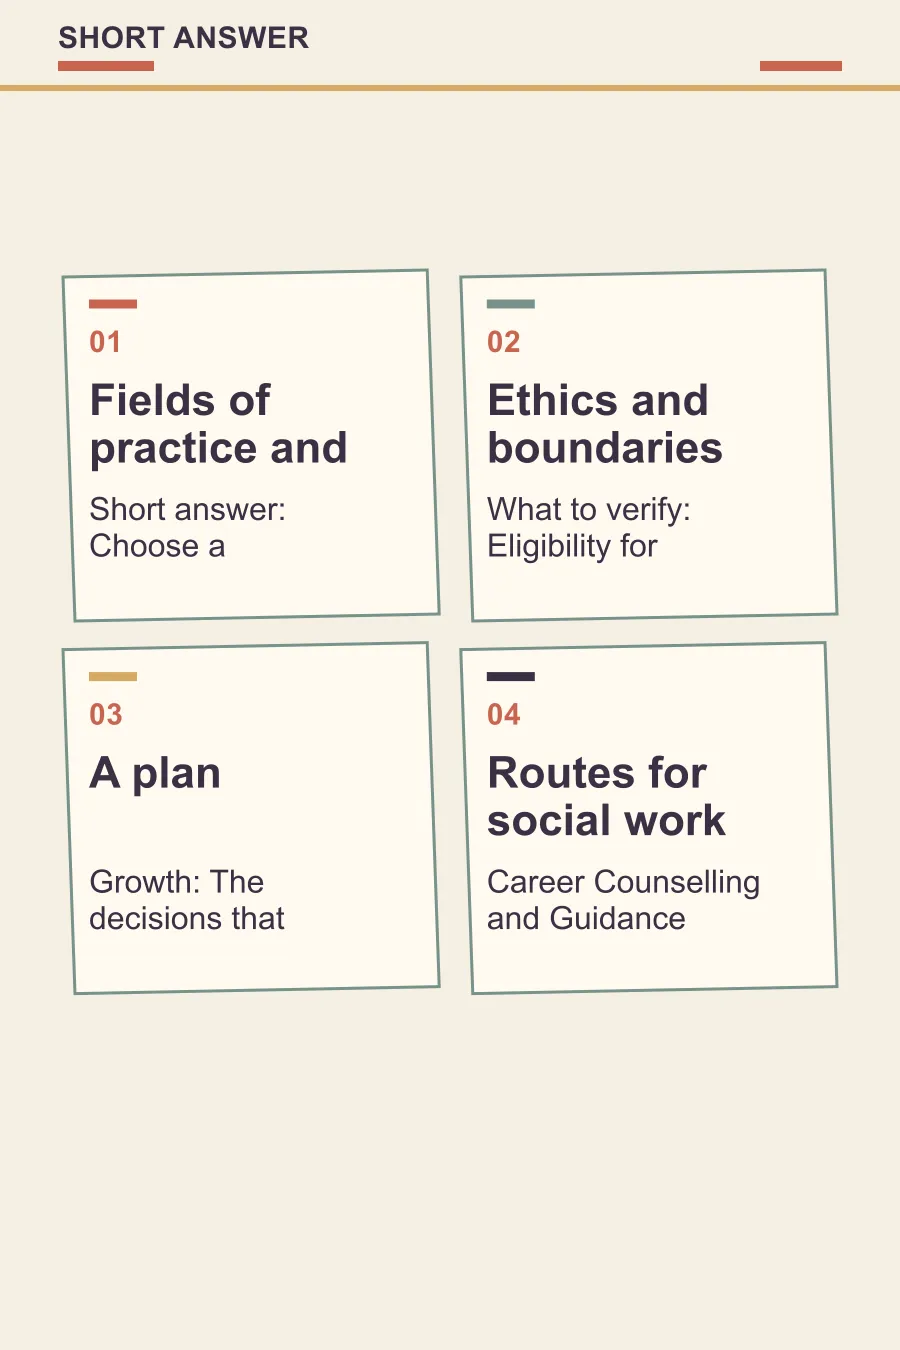 SHORT ANSWER
01
Fields of
practice and
Short answer:
Choose a
02
Ethics and
boundaries
What to verify:
Eligibility for
03
A plan
Growth: The
decisions that
04
Routes for
social work
Career Counselling
and Guidance